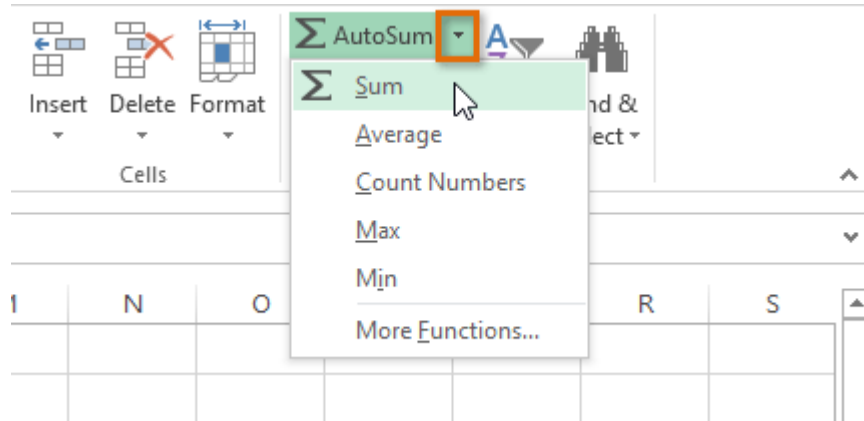 Σ AutoSum
Insert Delete Format
Cells
Σ Sum
Average
Count Numbers
Max
Min
More Functions...
N O R S